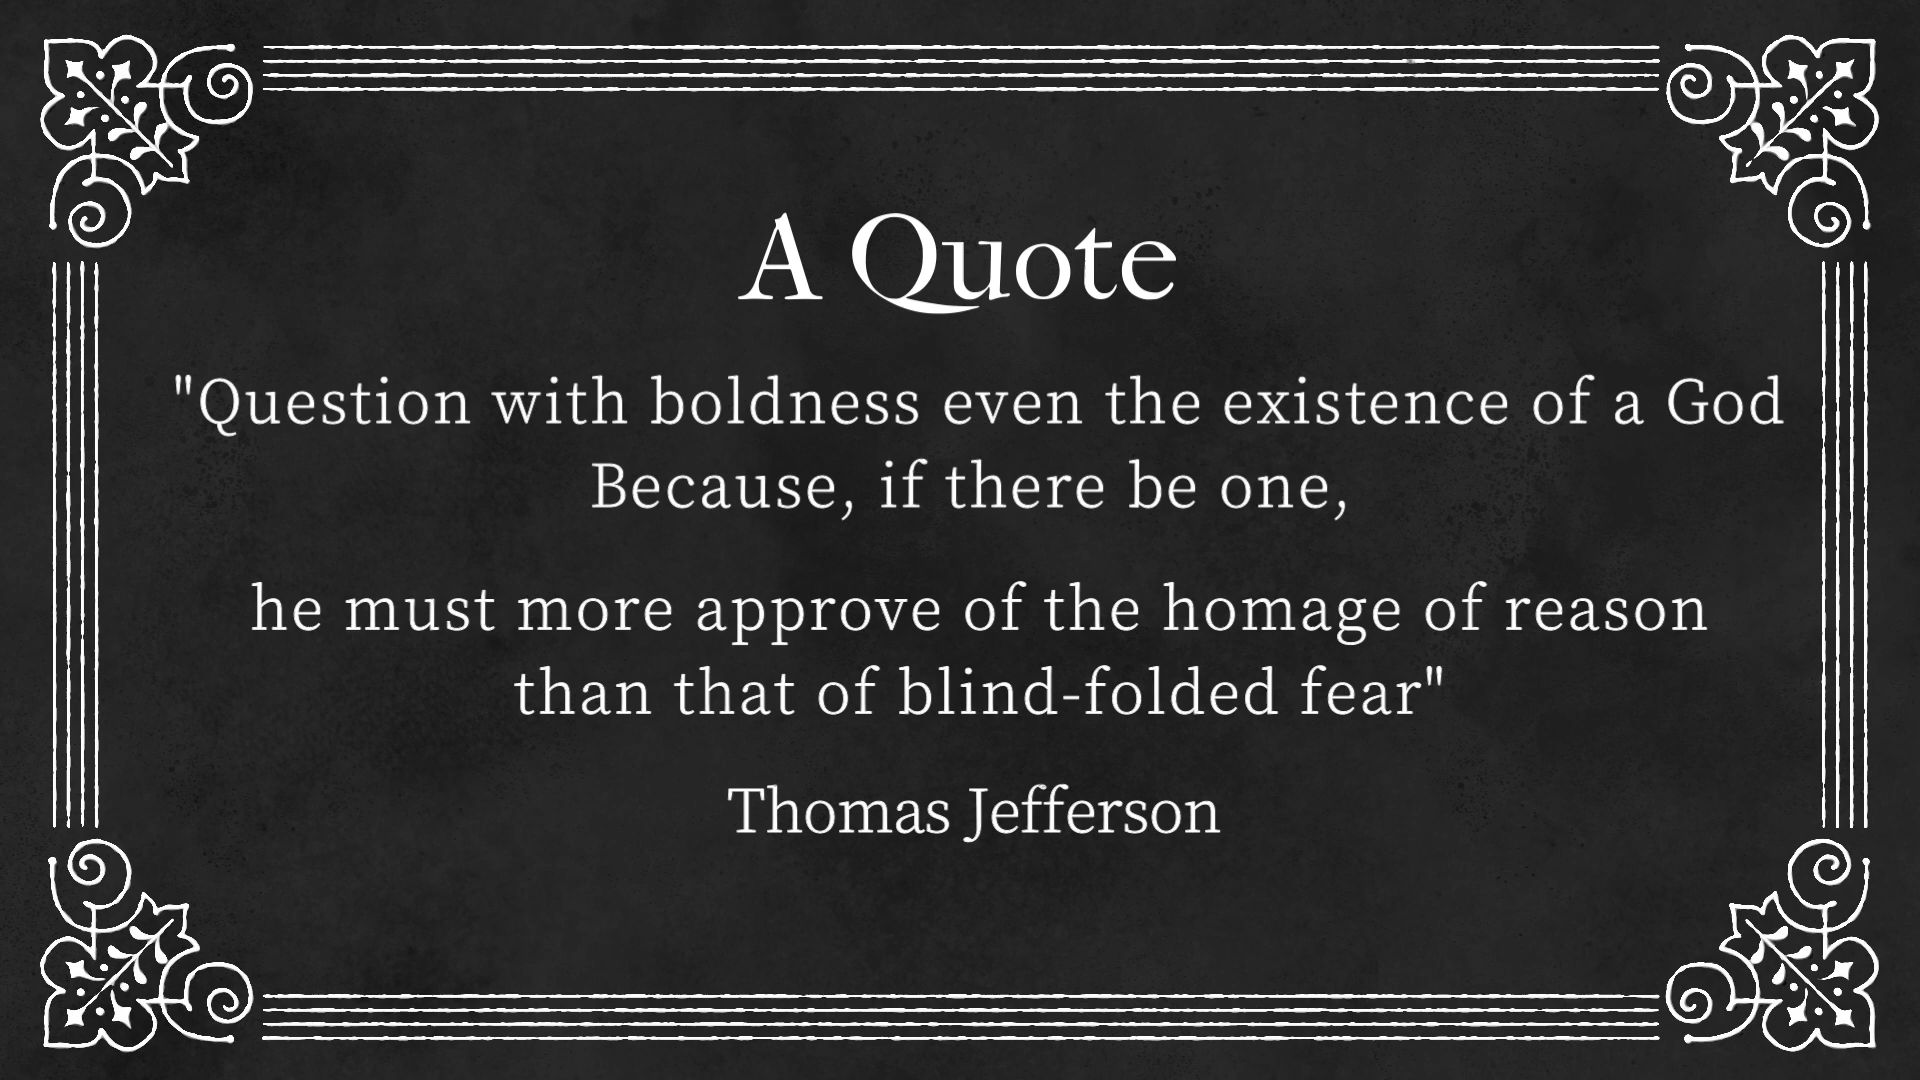 A Quote
"Question with boldness even the existence of a God
Because, if there be one,
he must more approve of the homage of reason
than that of blind-folded fear"
Thomas Jefferson